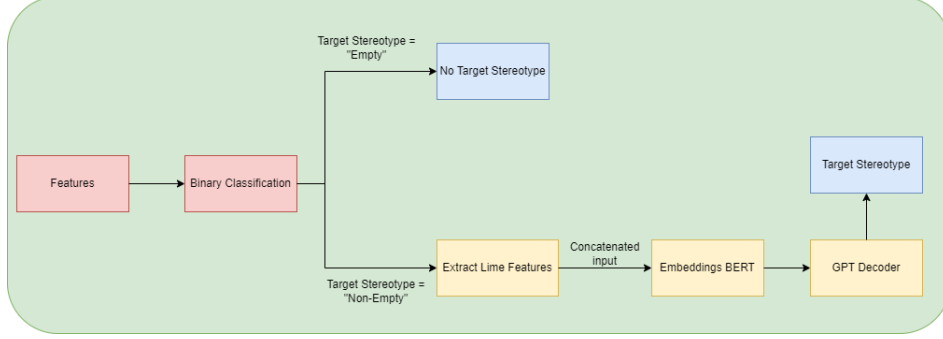 Target Stereotype =
"Empty"
No Target Stereotype
Features
Binary Classification
Target Stereotype
Concatenated
input
Extract Lime Features
Embeddings BERT
GPT Decoder
Target Stereotype =
"Non-Empty"